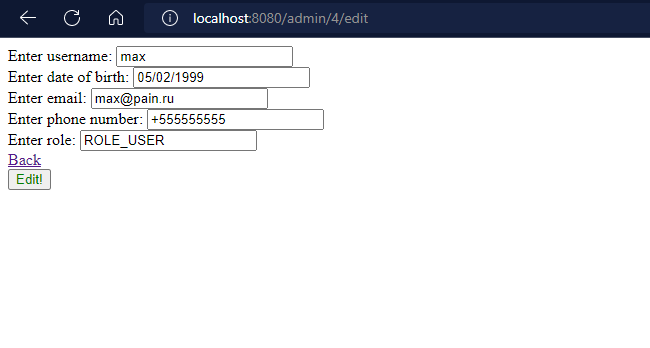 localhost:8080/admin/4/edit
Enter username: max
Enter date of birth: 05/02/1999
Enter email: max@pain.ru
Enter phone number: +555555555
Enter role: ROLE_USER
Back
Edit!